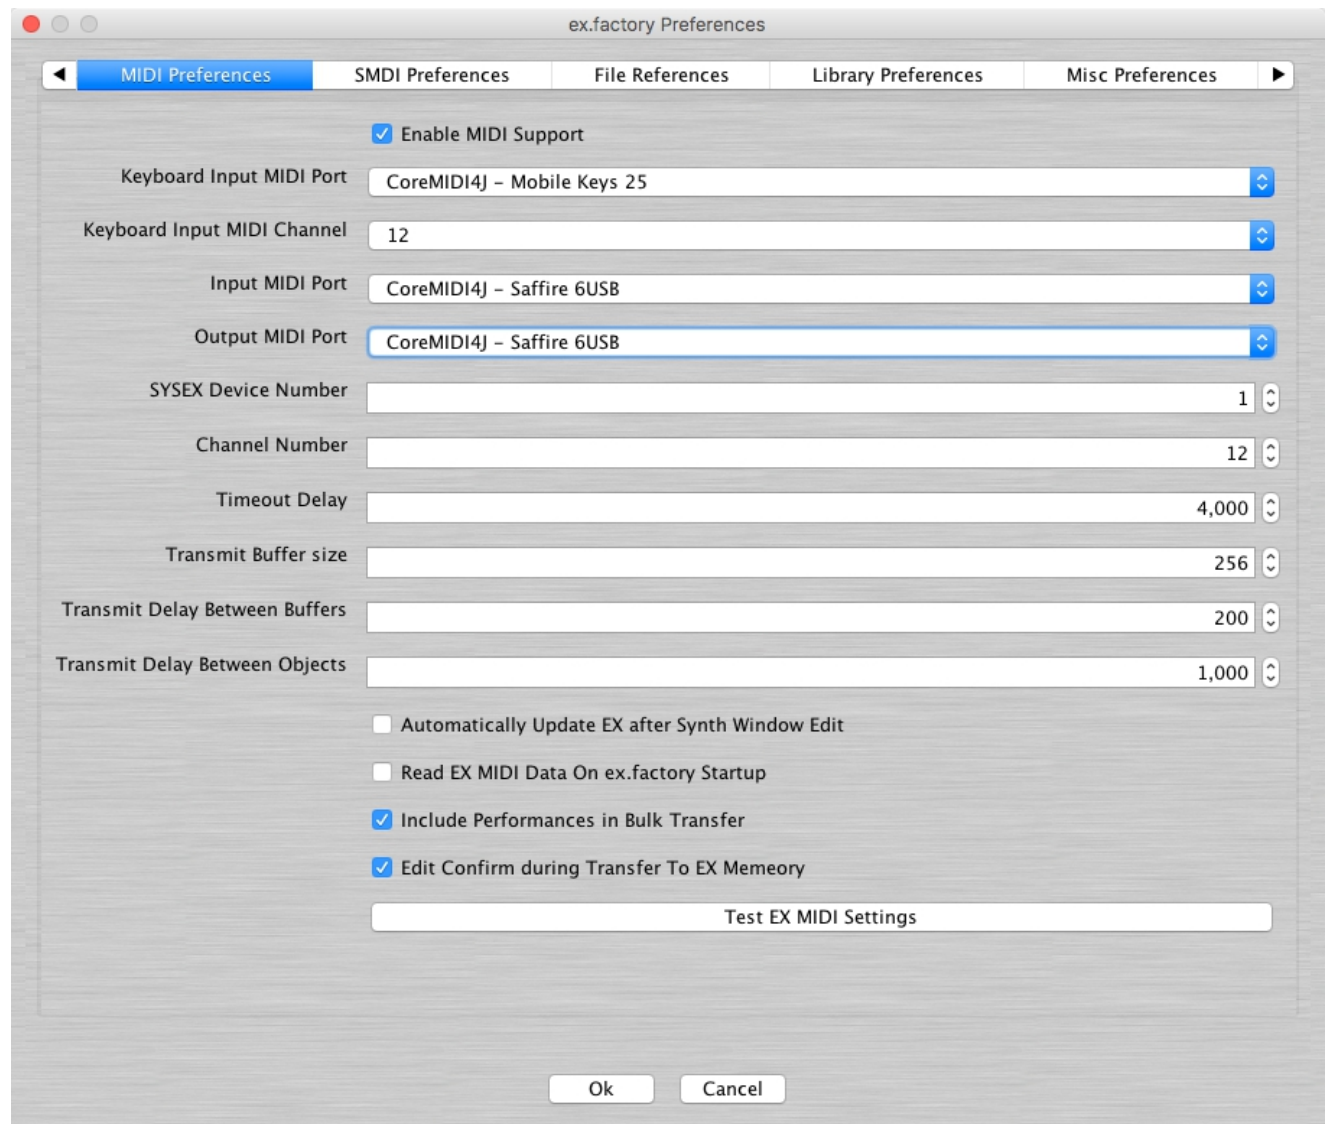 ex.factory Preferences
MIDI Preferences SMDI Preferences File References Library Preferences Misc Preferences
Enable MIDI Support
Keyboard Input MIDI Port CoreMIDI4J - Mobile Keys 25
Keyboard Input MIDI Channel 12
Input MIDI Port CoreMIDI4J - Saffire 6USB
Output MIDI Port CoreMIDI4J - Saffire 6USB
SYSEX Device Number 1
Channel Number 12
Timeout Delay 4,000
Transmit Buffer size 256
Transmit Delay Between Buffers 200
Transmit Delay Between Objects 1,000
Automatically Update EX after Synth Window Edit
Read EX MIDI Data On ex.factory Startup
Include Performances in Bulk Transfer
Edit Confirm during Transfer To EX Memeory
Test EX MIDI Settings
Ok Cancel